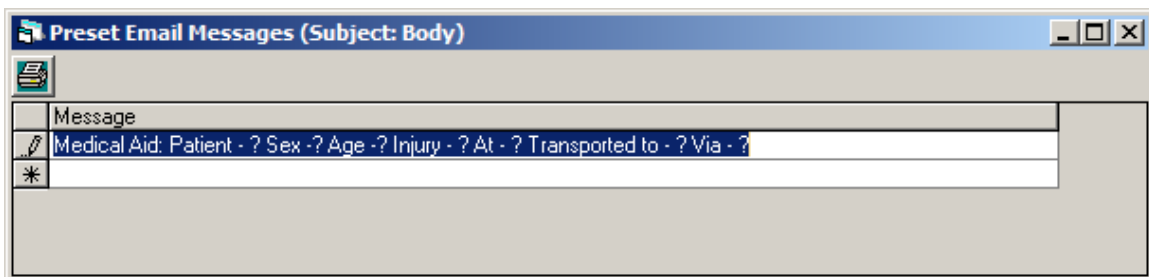 Preset Email Messages (Subject: Body)
Message
Medical Aid: Patient - ? Sex -? Age -? Injury - ? At - ? Transported to - ? Via - ?